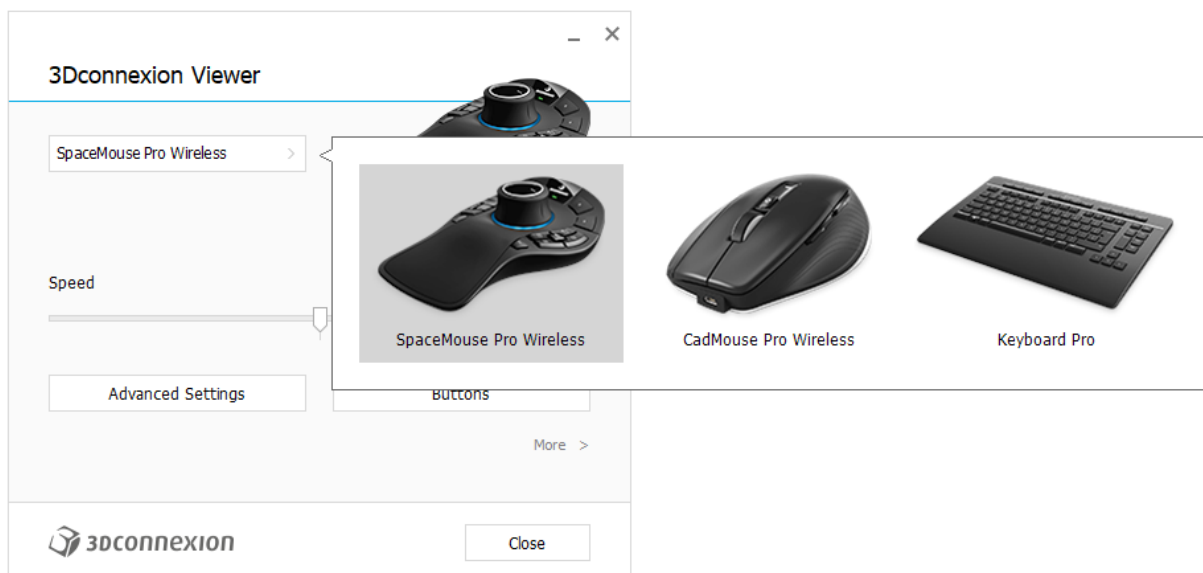 3Dconnexion Viewer
SpaceMouse Pro Wireless >
SpaceMouse Pro Wireless
CadMouse Pro Wireless
Keyboard Pro
Speed
Advanced Settings
Buttons
More >
3Dconnexion
Close